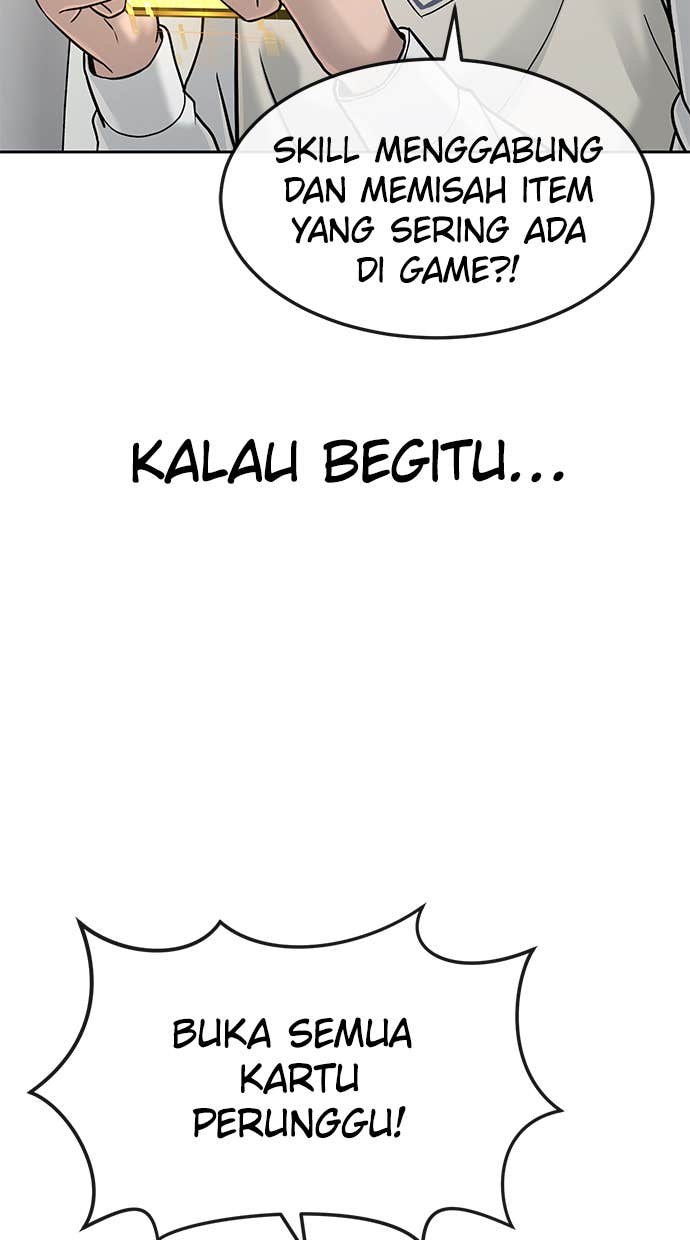 SKILL MENGGABUNG
DAN MEMISAH ITEM
YANG SERING ADA
DI GAME?!
KALAU BEGITU...
BUKA SEMUA
KARTU
PERUNGGU!